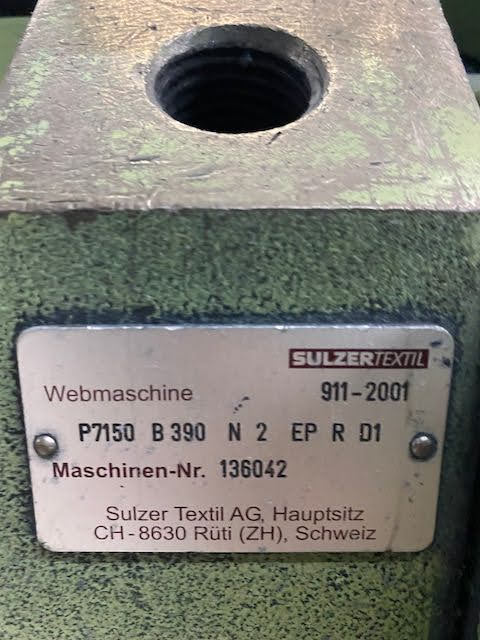 SULZERTEXTIL
Webmaschine 911-2001
P7150 B 390 N 2 EP R D1
Maschinen-Nr. 136042
Sulzer Textil AG, Hauptsitz
CH-8630 Rüti (ZH), Schweiz